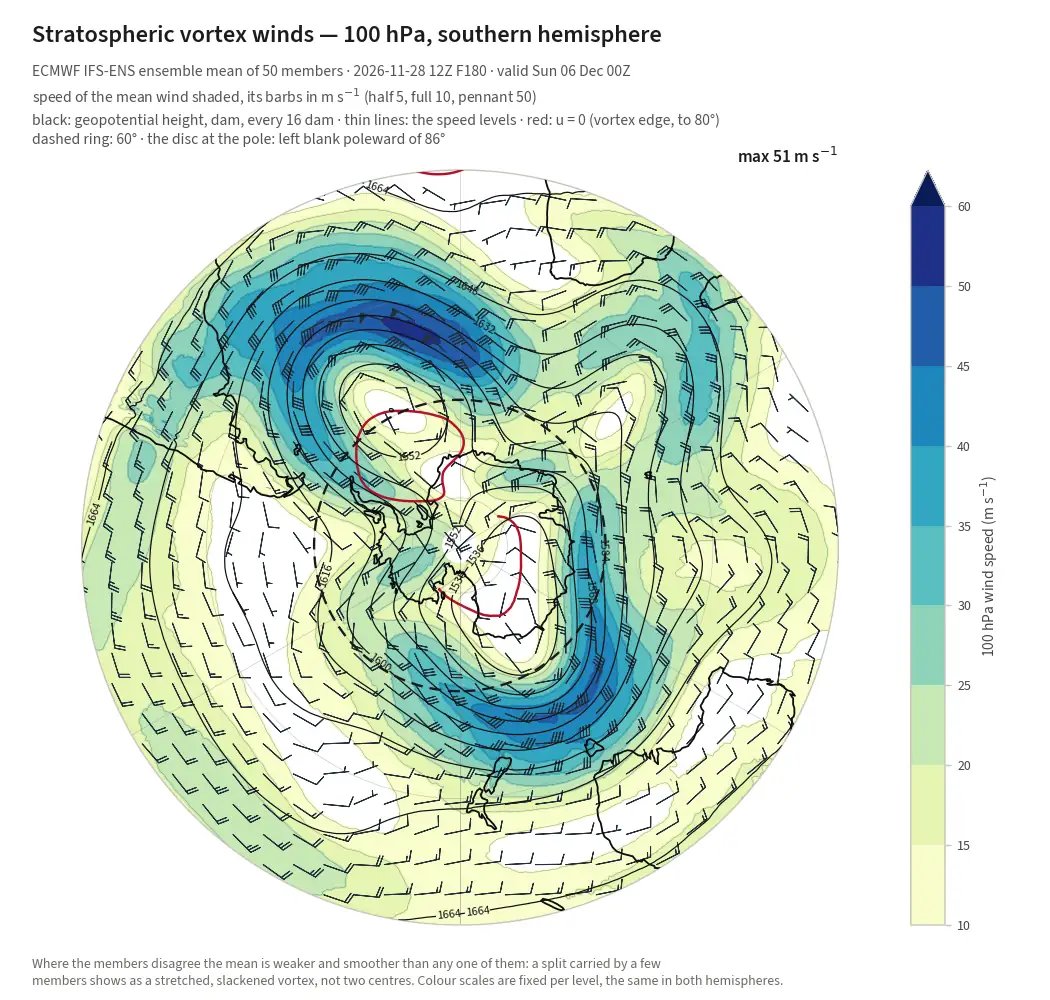 Stratospheric vortex winds — 100 hPa, southern hemisphere
ECMWF IFS-ENS ensemble mean of 50 members · 2026-11-28 12Z F180 · valid Sun 06 Dec 00Z
speed of the mean wind shaded, its barbs in m s⁻¹ (half 5, full 10, pennant 50)
black: geopotential height, dam, every 16 dam · thin lines: the speed levels · red: u = 0 (vortex edge, to 80°)
dashed ring: 60° · the disc at the pole: left blank poleward of 86°
max 51 m s⁻¹
1664
1648
1632
1552
1664
1552
1536
1584
1568
1616
1600
1664 1664
60
50
45
40
35
30
25
20
15
10
100 hPa wind speed (m s⁻¹)
Where the members disagree the mean is weaker and smoother than any one of them: a split carried by a few
members shows as a stretched, slackened vortex, not two centres. Colour scales are fixed per level, the same in both hemispheres.